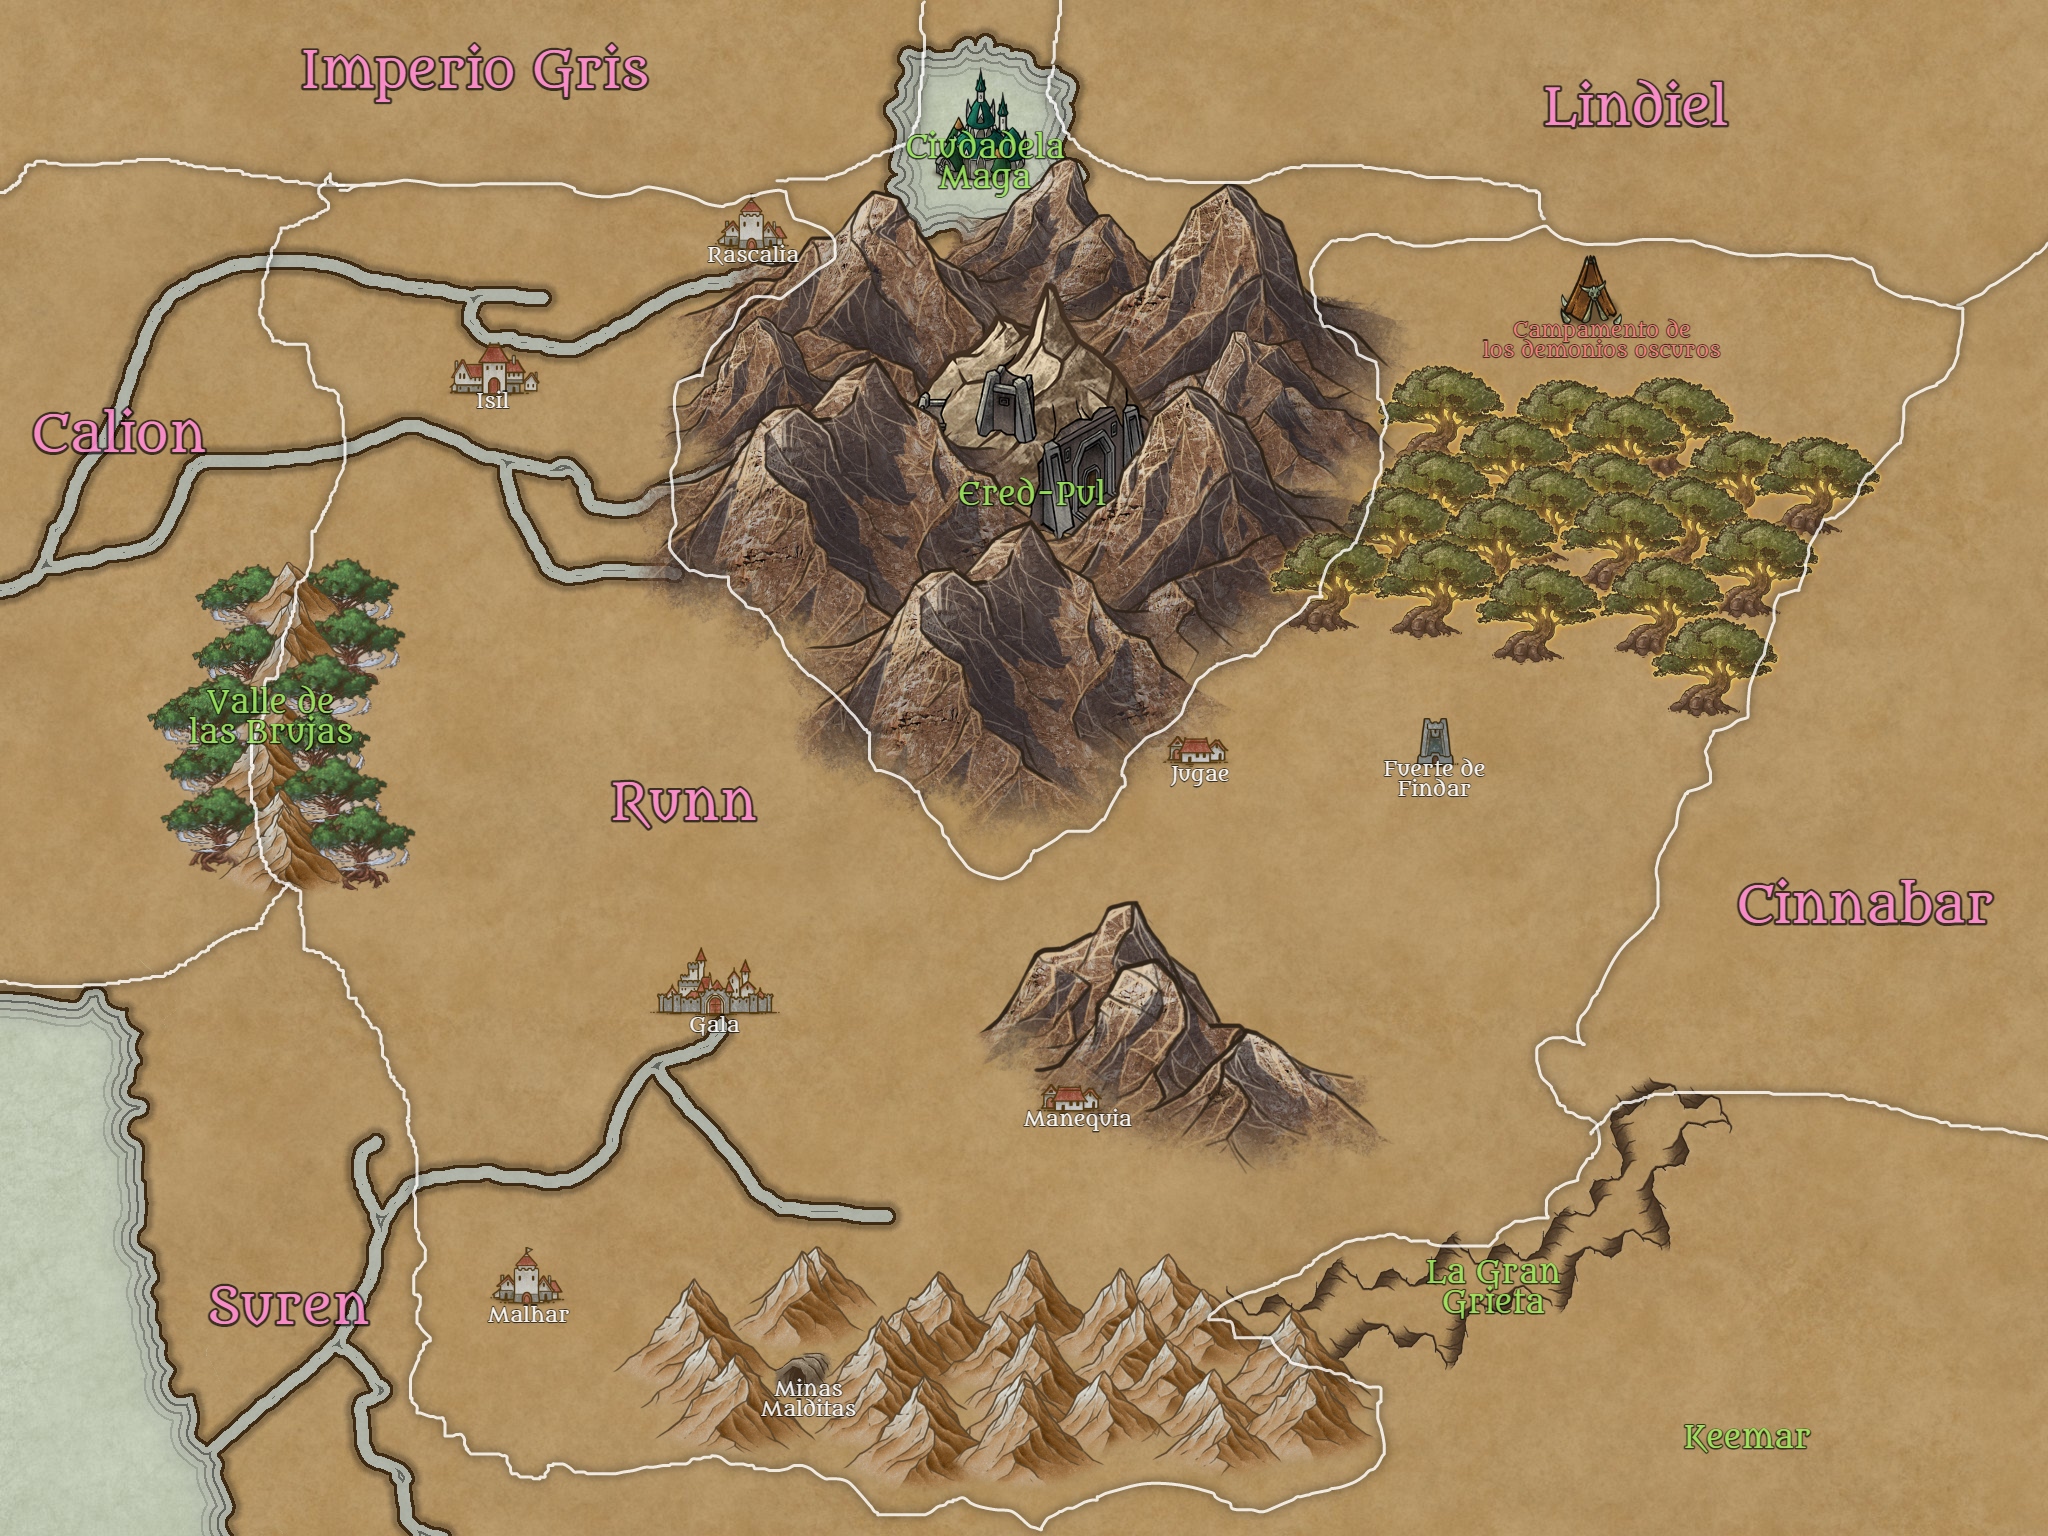 Imperio Gris
Lindiel
Ciudadela
Maga
Rascalia
Campamento de
los demonios oscuros
Isil
Calion
Ered-Pul
Valle de
las Brujas
Runn
Jugae
Fuerte de
Findar
Cinnabar
Gala
Manequia
Suren
Malhar
La Gran
Grieta
Minas
Malditas
Keemar